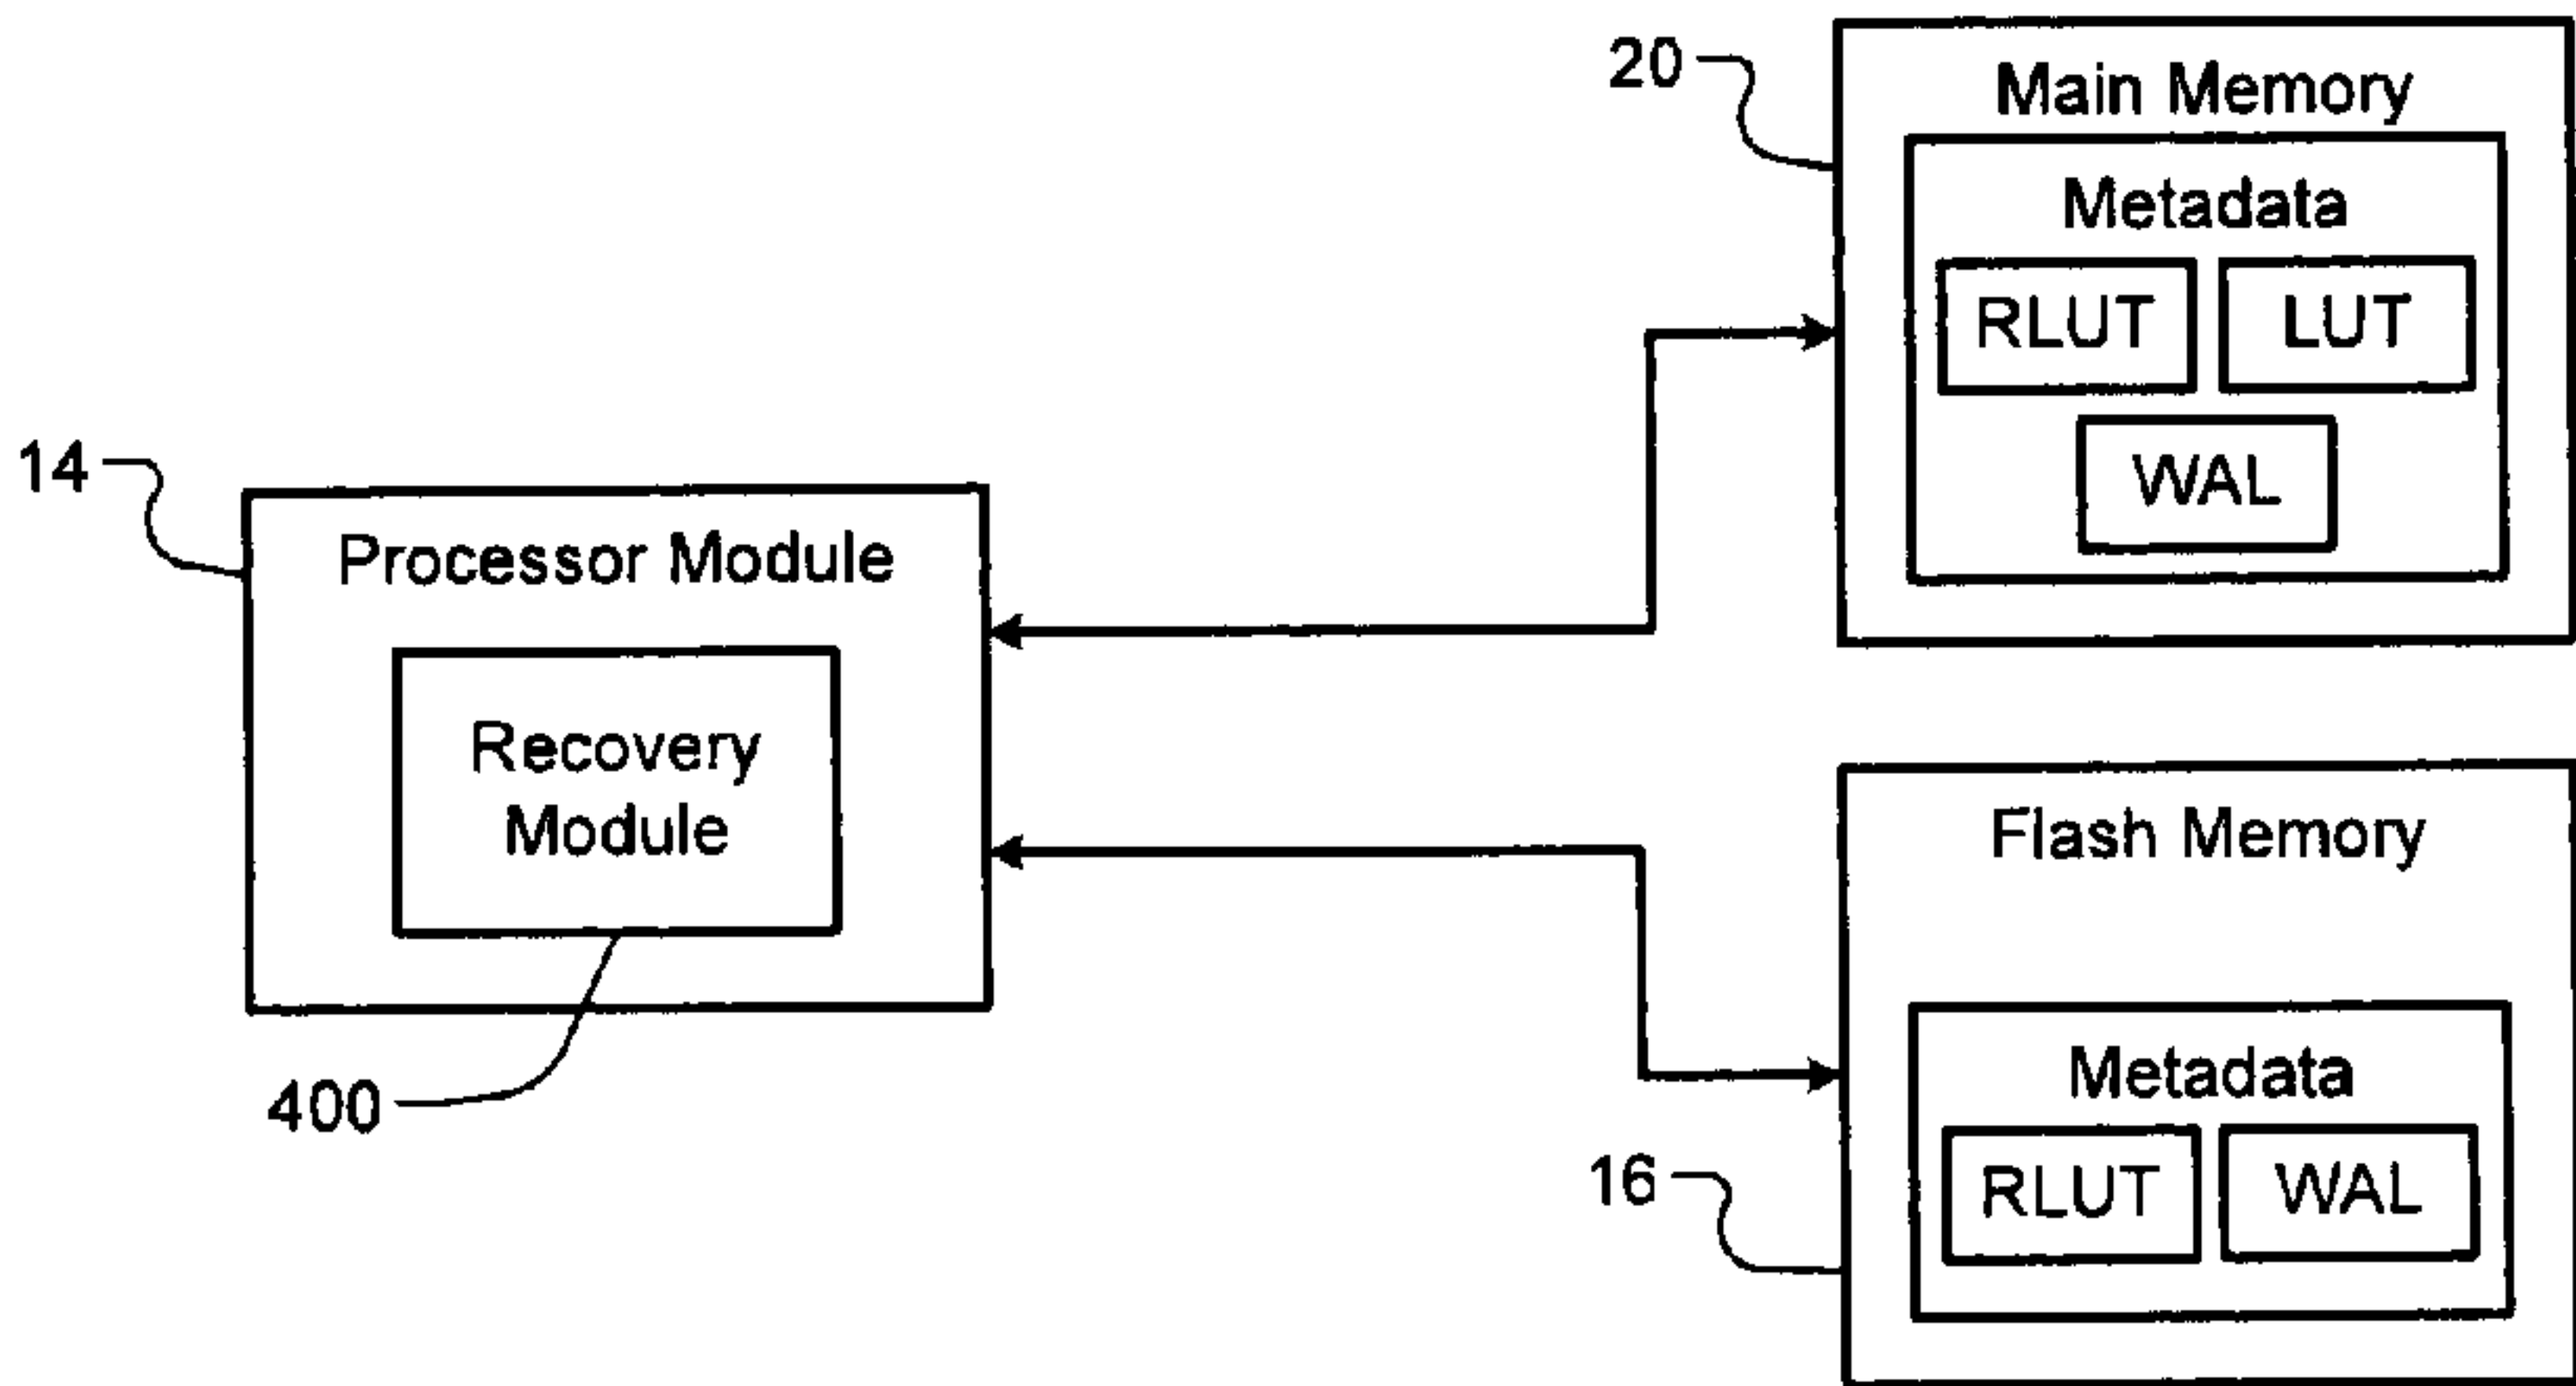 20
Main Memory
Metadata
RLUT
LUT
WAL
14
Processor Module
Recovery
Module
400
Flash Memory
Metadata
16
RLUT
WAL